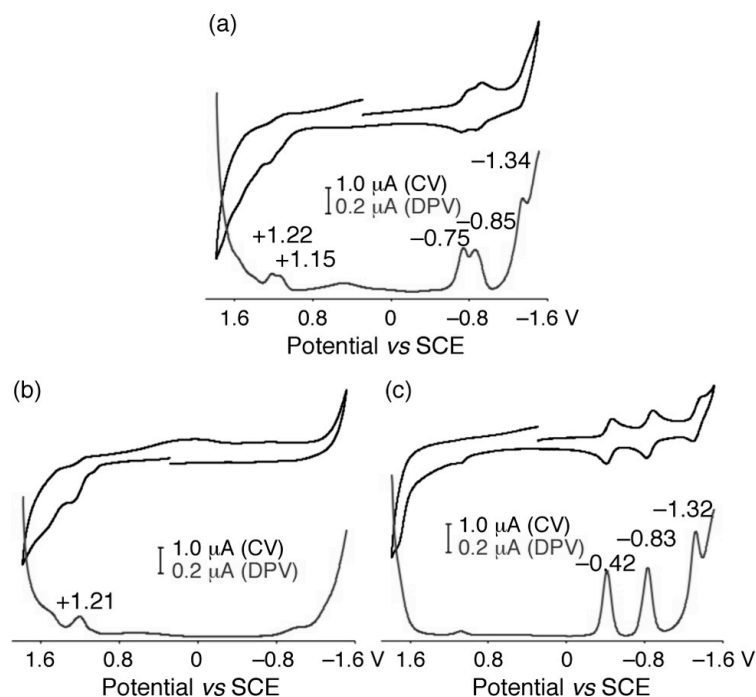 (a)
−1.34
1.0 μA (CV)
0.2 μA (DPV)
−0.85
−0.75
+1.22
+1.15
1.6 0.8 0 −0.8 −1.6 V
Potential vs SCE
(b)
1.0 μA (CV)
0.2 μA (DPV)
+1.21
1.6 0.8 0 −0.8 −1.6 V
Potential vs SCE
(c)
−1.32
1.0 μA (CV)
0.2 μA (DPV)
−0.83
−0.42
1.6 0.8 0 −0.8 −1.6 V
Potential vs SCE